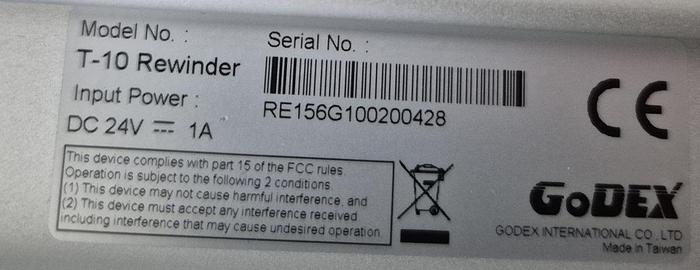 Model No. :
T-10 Rewinder
Input Power :
DC 24V ⎓ 1A
Serial No. :
RE156G100200428
This device complies with part 15 of the FCC rules.
Operation is subject to the following 2 conditions.
(1) This device may not cause harmful interference, and
(2) This device must accept any interference received
including interference that may cause undesired operation.
CE
GoDEX
GODEX INTERNATIONAL CO., LTD
Made in Taiwan